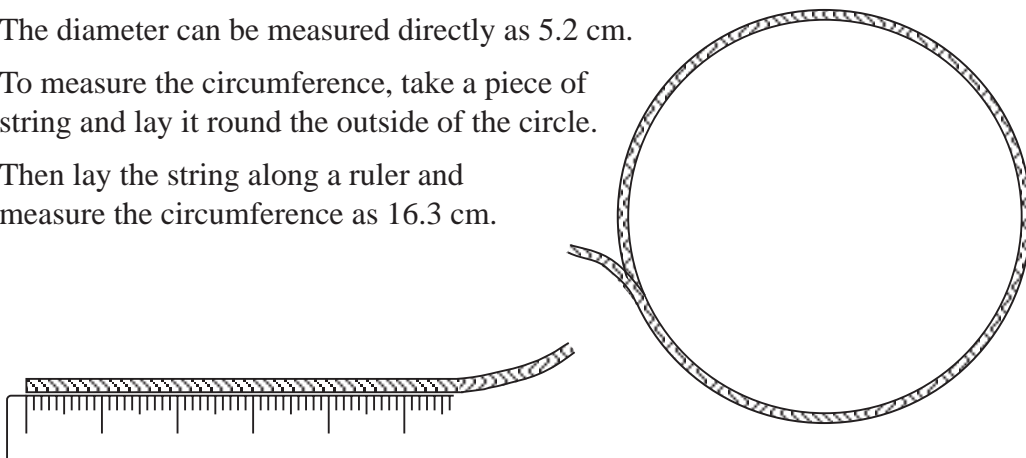 The diameter can be measured directly as 5.2 cm.
To measure the circumference, take a piece of
string and lay it round the outside of the circle.
Then lay the string along a ruler and
measure the circumference as 16.3 cm.